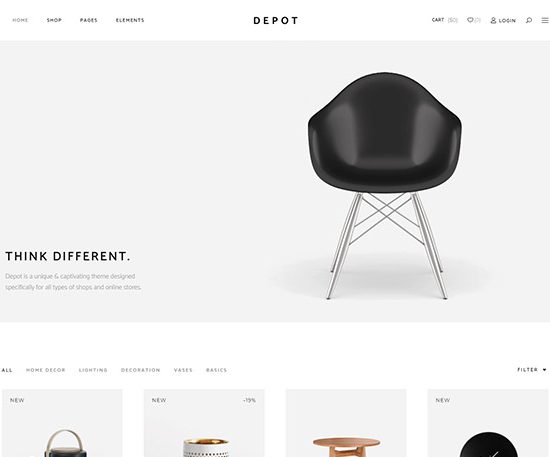 HOME SHOP PAGES ELEMENTS DEPOT CART ($0) (0) LOGIN
THINK DIFFERENT.
Depot is a unique & captivating theme designed
specifically for all types of shops and online stores.
ALL HOME DECOR LIGHTING DECORATION VASES BASICS FILTER
NEW NEW -19% NEW